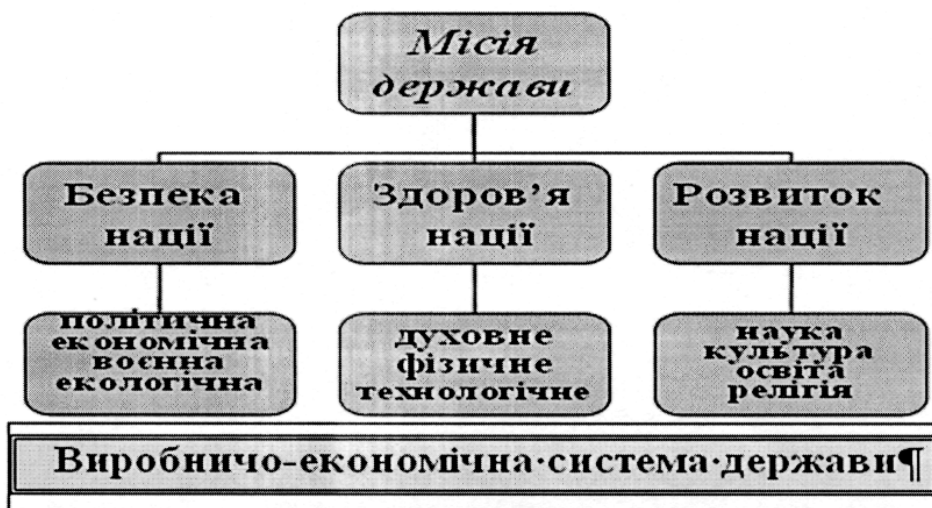 Місія
держави
Безпека
нації
Здоров’я
нації
Розвиток
нації
політична
економічна
воєнна
екологічна
духовне
фізичне
технологічне
наука
культура
освіта
релігія
Виробничо-економічна·система·держави¶